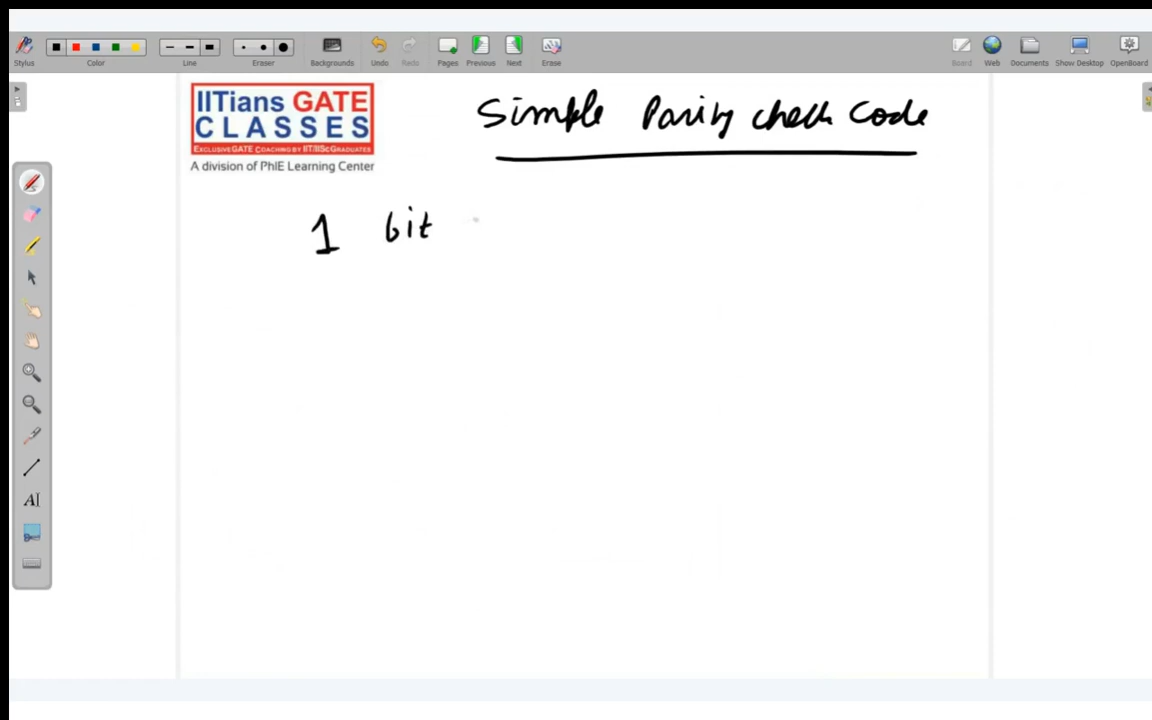 Stylus Color Line Eraser Backgrounds Undo Redo Pages Previous Next Erase Board Web Documents Show Desktop OpenBoard
IITians GATE
CLASSES
EXCLUSIVE GATE COACHING BY IIT/IISc GRADUATES
A division of PhIE Learning Center
Simple Parity check Code
1 bit